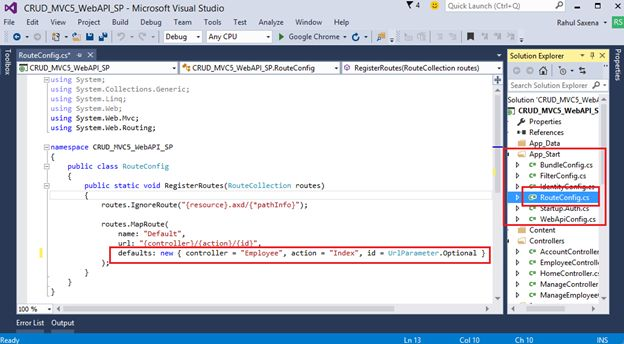 CRUD_MVC5_WebAPI_SP - Microsoft Visual Studio
4
Quick Launch (Ctrl+Q)
File Edit View Project Build Debug Team Tools Architecture Test Analyze Window Help
Rahul Saxena
RS
Debug Any CPU Google Chrome
Toolbox
RouteConfig.cs*
CRUD_MVC5_WebAPI_SP CRUD_MVC5_WebAPI_SP.RouteConfig RegisterRoutes(RouteCollection routes)
using System;
using System.Collections.Generic;
using System.Linq;
using System.Web;
using System.Web.Mvc;
using System.Web.Routing;
namespace CRUD_MVC5_WebAPI_SP
{
public class RouteConfig
{
public static void RegisterRoutes(RouteCollection routes)
{
routes.IgnoreRoute("{resource}.axd/{*pathInfo}");
routes.MapRoute(
name: "Default",
url: "{controller}/{action}/{id}",
defaults: new { controller = "Employee", action = "Index", id = UrlParameter.Optional }
);
100 %
Error List Output
Solution Explorer
Search Solution Explorer
Solution 'CRUD_MVC5_WebA
CRUD_MVC5_WebAPI_S
Properties
References
App_Data
App_Start
BundleConfig.cs
FilterConfig.cs
IdentityConfig.cs
RouteConfig.cs
Startup.Auth.cs
WebApiConfig.cs
Content
Controllers
AccountController
EmployeeControlle
HomeController.cs
ManageController
ManageEmployeeC
Properties
Ready Ln 13 Col 10 Ch 10 INS